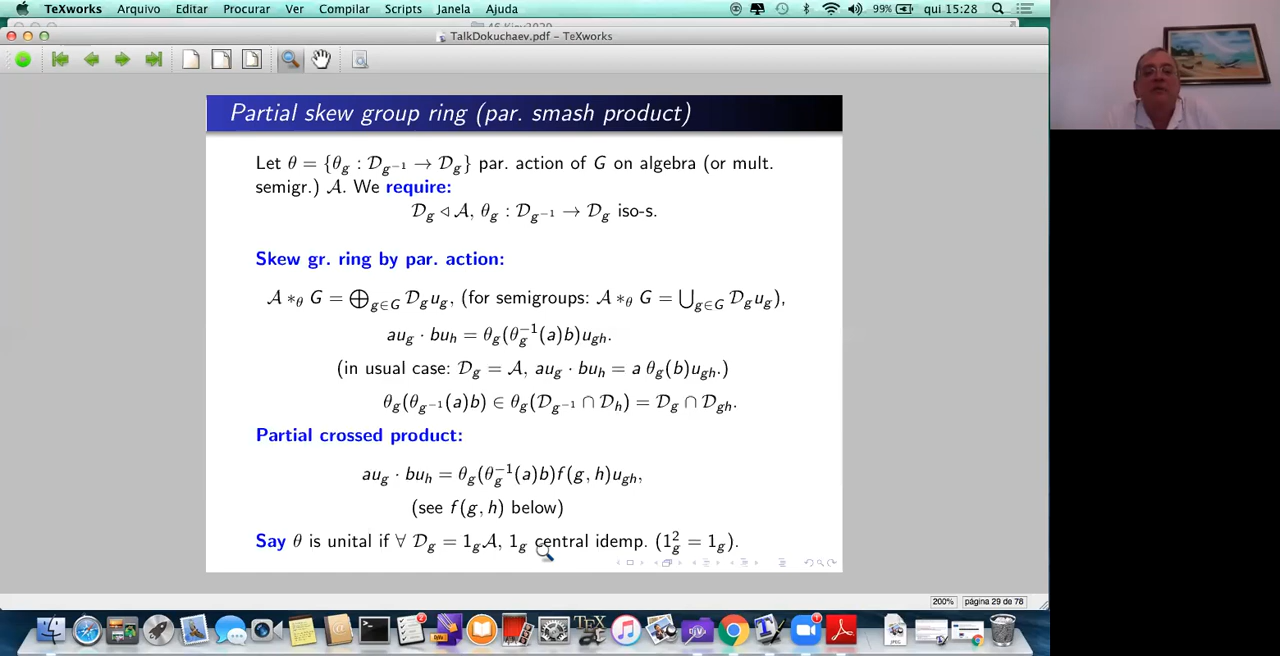 TeXworks Arquivo Editar Procurar Ver Compilar Scripts Janela Ajuda 99% qui 15:28
TalkDokuchaev.pdf - TeXworks
Partial skew group ring (par. smash product)
Let θ = {θ_g : 𝒟_{g⁻¹} → 𝒟_g} par. action of G on algebra (or mult.
semigr.) 𝒜. We require:
𝒟_g ◁ 𝒜, θ_g : 𝒟_{g⁻¹} → 𝒟_g iso-s.
Skew gr. ring by par. action:
𝒜 ∗_θ G = ⊕_{g∈G} 𝒟_g u_g, (for semigroups: 𝒜 ∗_θ G = ⋃_{g∈G} 𝒟_g u_g),
au_g · bu_h = θ_g(θ_g^{-1}(a)b)u_{gh}.
(in usual case: 𝒟_g = 𝒜, au_g · bu_h = a θ_g(b)u_{gh}.)
θ_g(θ_{g⁻¹}(a)b) ∈ θ_g(𝒟_{g⁻¹} ∩ 𝒟_h) = 𝒟_g ∩ 𝒟_{gh}.
Partial crossed product:
au_g · bu_h = θ_g(θ_g^{-1}(a)b)f(g, h)u_{gh},
(see f(g, h) below)
Say θ is unital if ∀ 𝒟_g = 1_g𝒜, 1_g central idemp. (1_g^2 = 1_g).
200% página 29 de 78